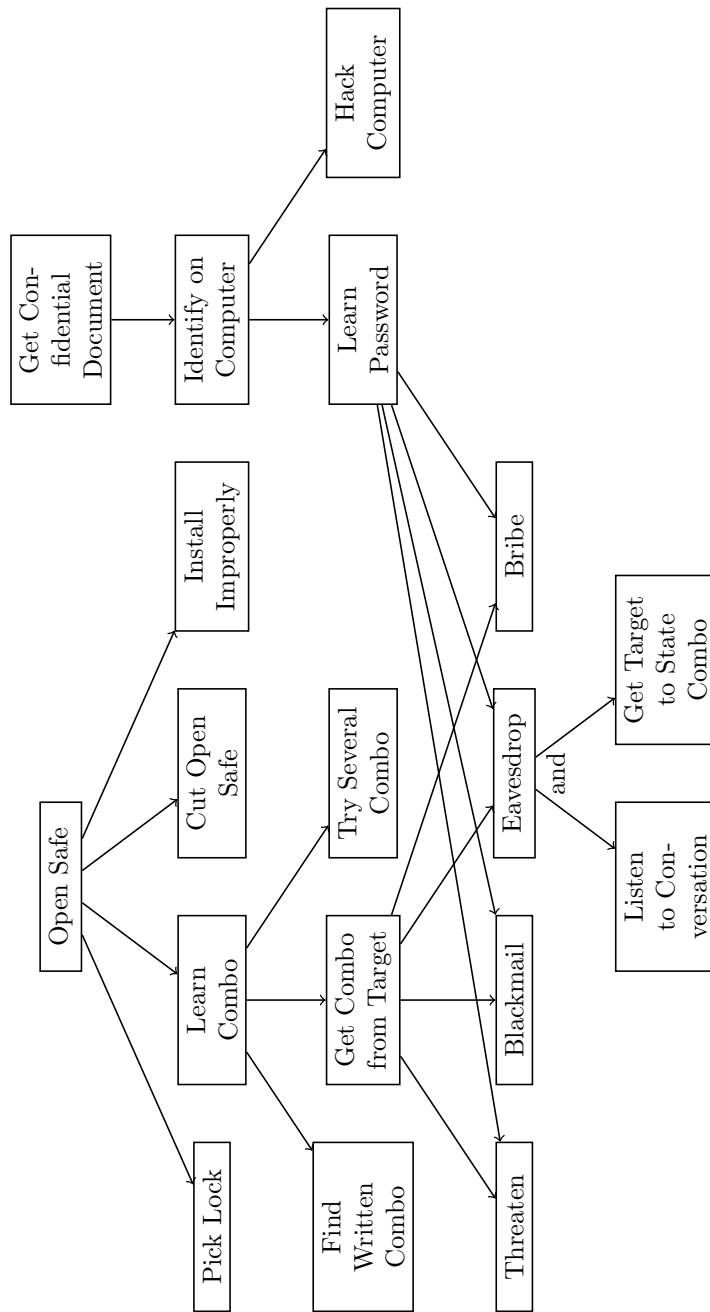 Open Safe
Get Con-
fidential
Document
Pick Lock
Learn
Combo
Cut Open
Safe
Install
Improperly
Identify on
Computer
Find
Written
Combo
Get Combo
from Target
Try Several
Combo
Learn
Password
Hack
Computer
Threaten
Blackmail
Eavesdrop
Bribe
and
Listen
to Con-
versation
Get Target
to State
Combo